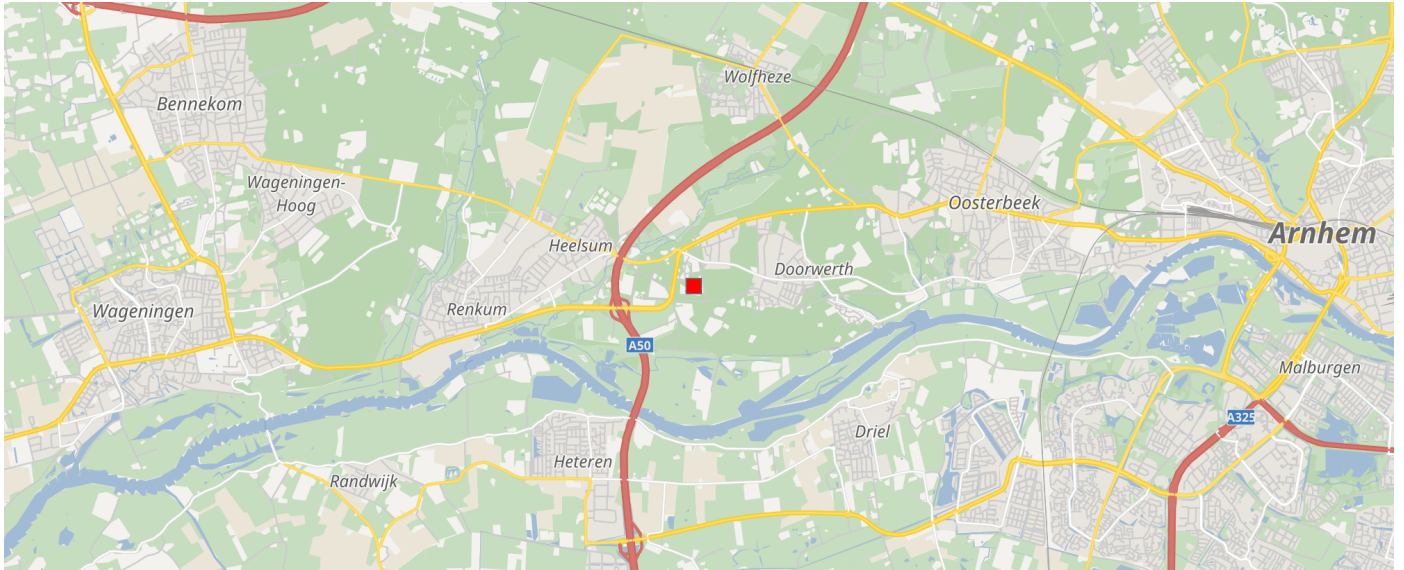 Wolfheze
Bennekom
Wageningen-
Hoog
Oosterbeek
Arnhem
Heelsum
Doorwerth
Renkum
Wageningen
A50
Malburgen
A325
Driel
Heteren
Randwijk